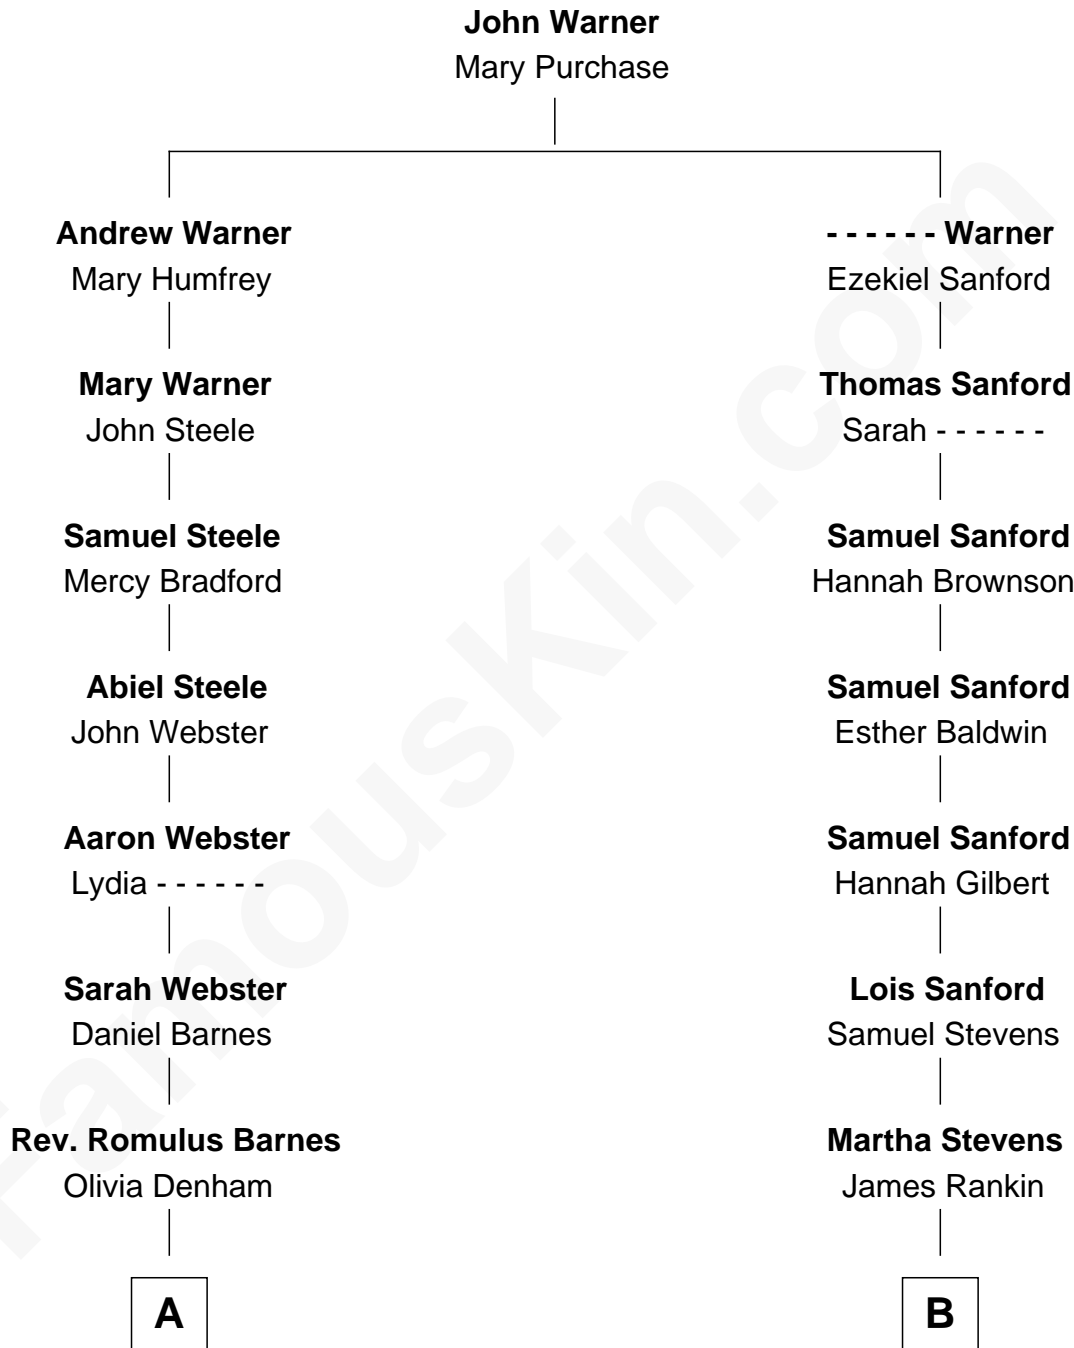 John Warner
Mary Purchase
Andrew Warner
- - - - - - Warner
Mary Humfrey
Ezekiel Sanford
Mary Warner
Thomas Sanford
John Steele
Sarah - - - - - -
Samuel Steele
Samuel Sanford
Mercy Bradford
Hannah Brownson
Abiel Steele
Samuel Sanford
John Webster
Esther Baldwin
Aaron Webster
Samuel Sanford
Lydia - - - - - -
Hannah Gilbert
Sarah Webster
Lois Sanford
Daniel Barnes
Samuel Stevens
Rev. Romulus Barnes
Martha Stevens
Olivia Denham
James Rankin
A
B
FamousKin.com